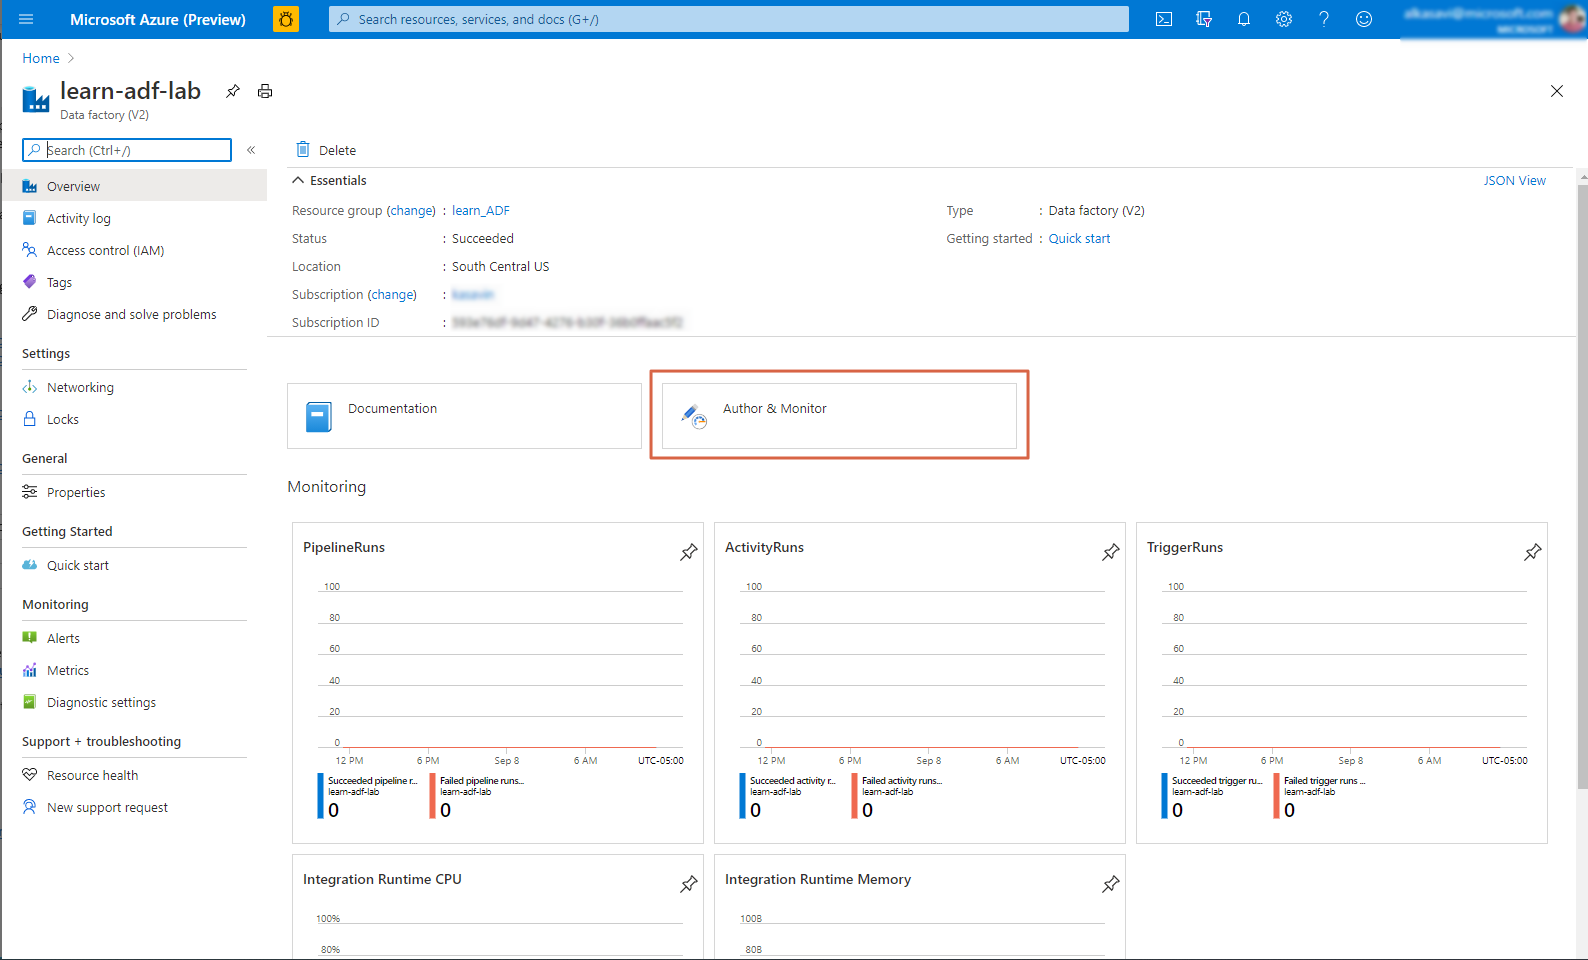 Microsoft Azure (Preview)
Search resources, services, and docs (G+/)
MICROSOFT
Home
learn-adf-lab
Data factory (V2)
Search (Ctrl+/)
«
Delete
Overview
Activity log
Access control (IAM)
Tags
Diagnose and solve problems
Settings
Networking
Locks
General
Properties
Getting Started
Quick start
Monitoring
Alerts
Metrics
Diagnostic settings
Support + troubleshooting
Resource health
New support request
Essentials
JSON View
Resource group (change) : learn_ADF
Status : Succeeded
Location : South Central US
Subscription (change) :
Subscription ID :
Type : Data factory (V2)
Getting started : Quick start
Documentation
Author & Monitor
Monitoring
PipelineRuns
100
80
60
40
20
0
12 PM 6 PM Sep 8 6 AM UTC-05:00
Succeeded pipeline r...
learn-adf-lab
0
Failed pipeline runs...
learn-adf-lab
0
ActivityRuns
100
80
60
40
20
0
12 PM 6 PM Sep 8 6 AM UTC-05:00
Succeeded activity r...
learn-adf-lab
0
Failed activity runs...
learn-adf-lab
0
TriggerRuns
100
80
60
40
20
0
12 PM 6 PM Sep 8 6 AM UTC-05:00
Succeeded trigger ru...
learn-adf-lab
0
Failed trigger runs ...
learn-adf-lab
0
Integration Runtime CPU
100%
80%
Integration Runtime Memory
100B
80B